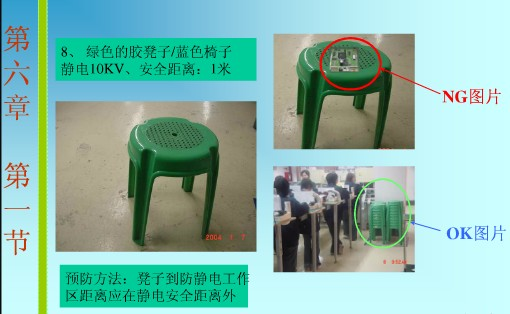 第六章 第一节
8、 绿色的胶凳子/蓝色椅子
静电10KV、安全距离：1米
NG图片
OK图片
预防方法：凳子到防静电工作
区距离应在静电安全距离外